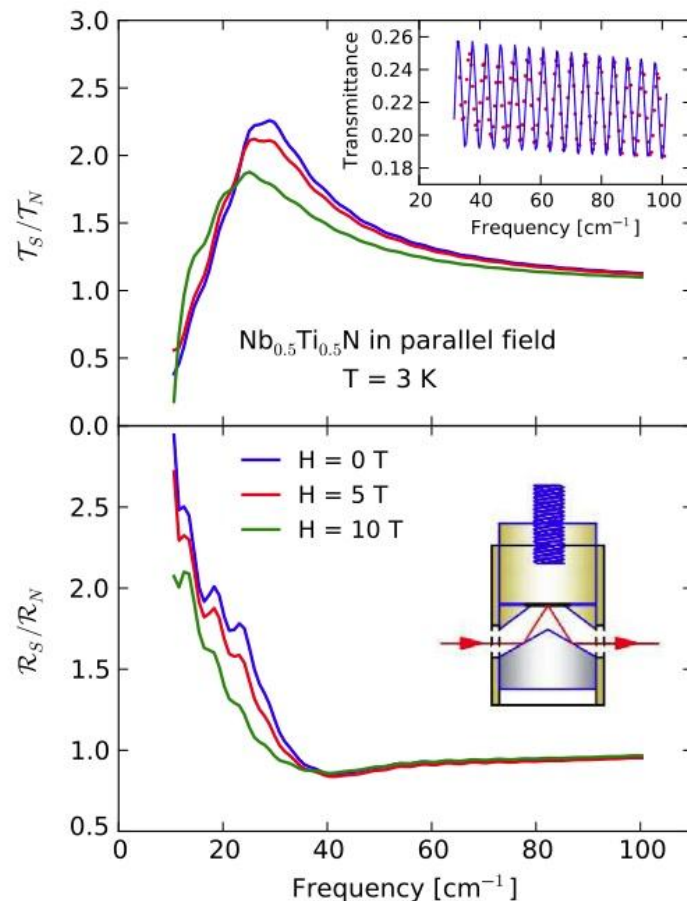 3.0
2.5
2.0
1.5
1.0
0.5
0.0
𝒯S/𝒯N
0.26
0.24
0.22
0.20
0.18
Transmittance
20 40 60 80 100
Frequency [cm⁻¹]
Nb₀.₅Ti₀.₅N in parallel field
T = 3 K
2.5
2.0
1.5
1.0
0.5
ℛS/ℛN
H = 0 T
H = 5 T
H = 10 T
0 20 40 60 80 100
Frequency [cm⁻¹]